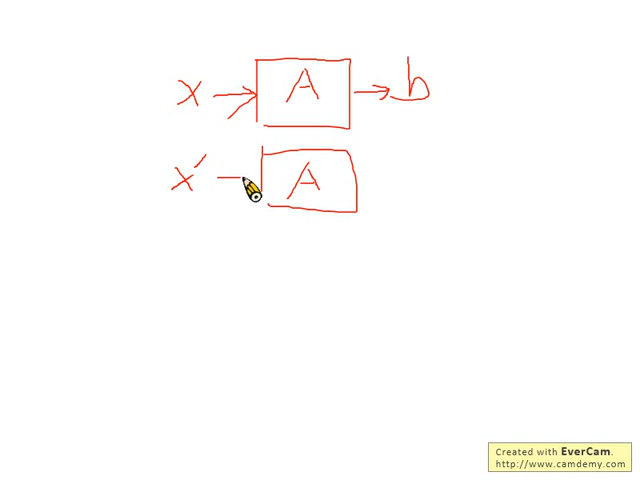 x → A → b
x' A
Created with EverCam.
http://www.camdemy.com